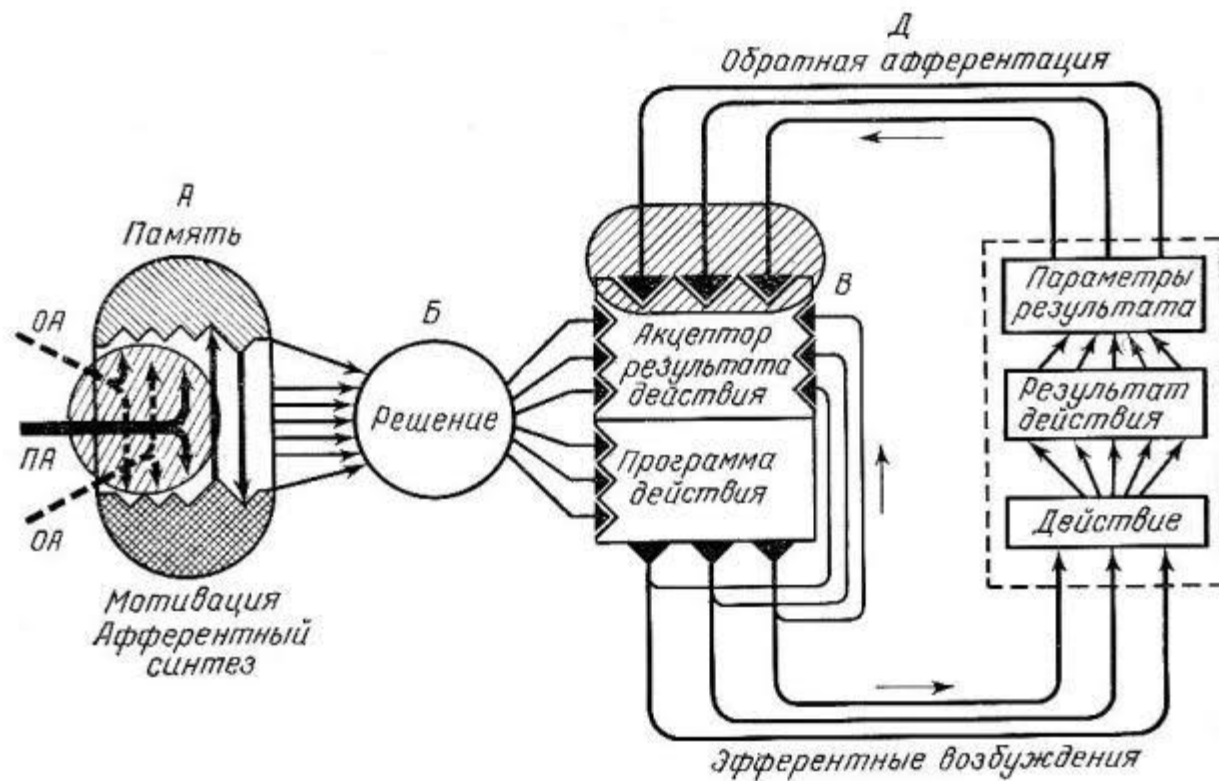 Д
Обратная афферентация
А
Память
ОА
ПА
ОА
Мотивация
Афферентный
синтез
Б
Решение
В
Акцептор
результата
действия
Программа
действия
Параметры
результата
Результат
действия
Действие
Эфферентные возбуждения